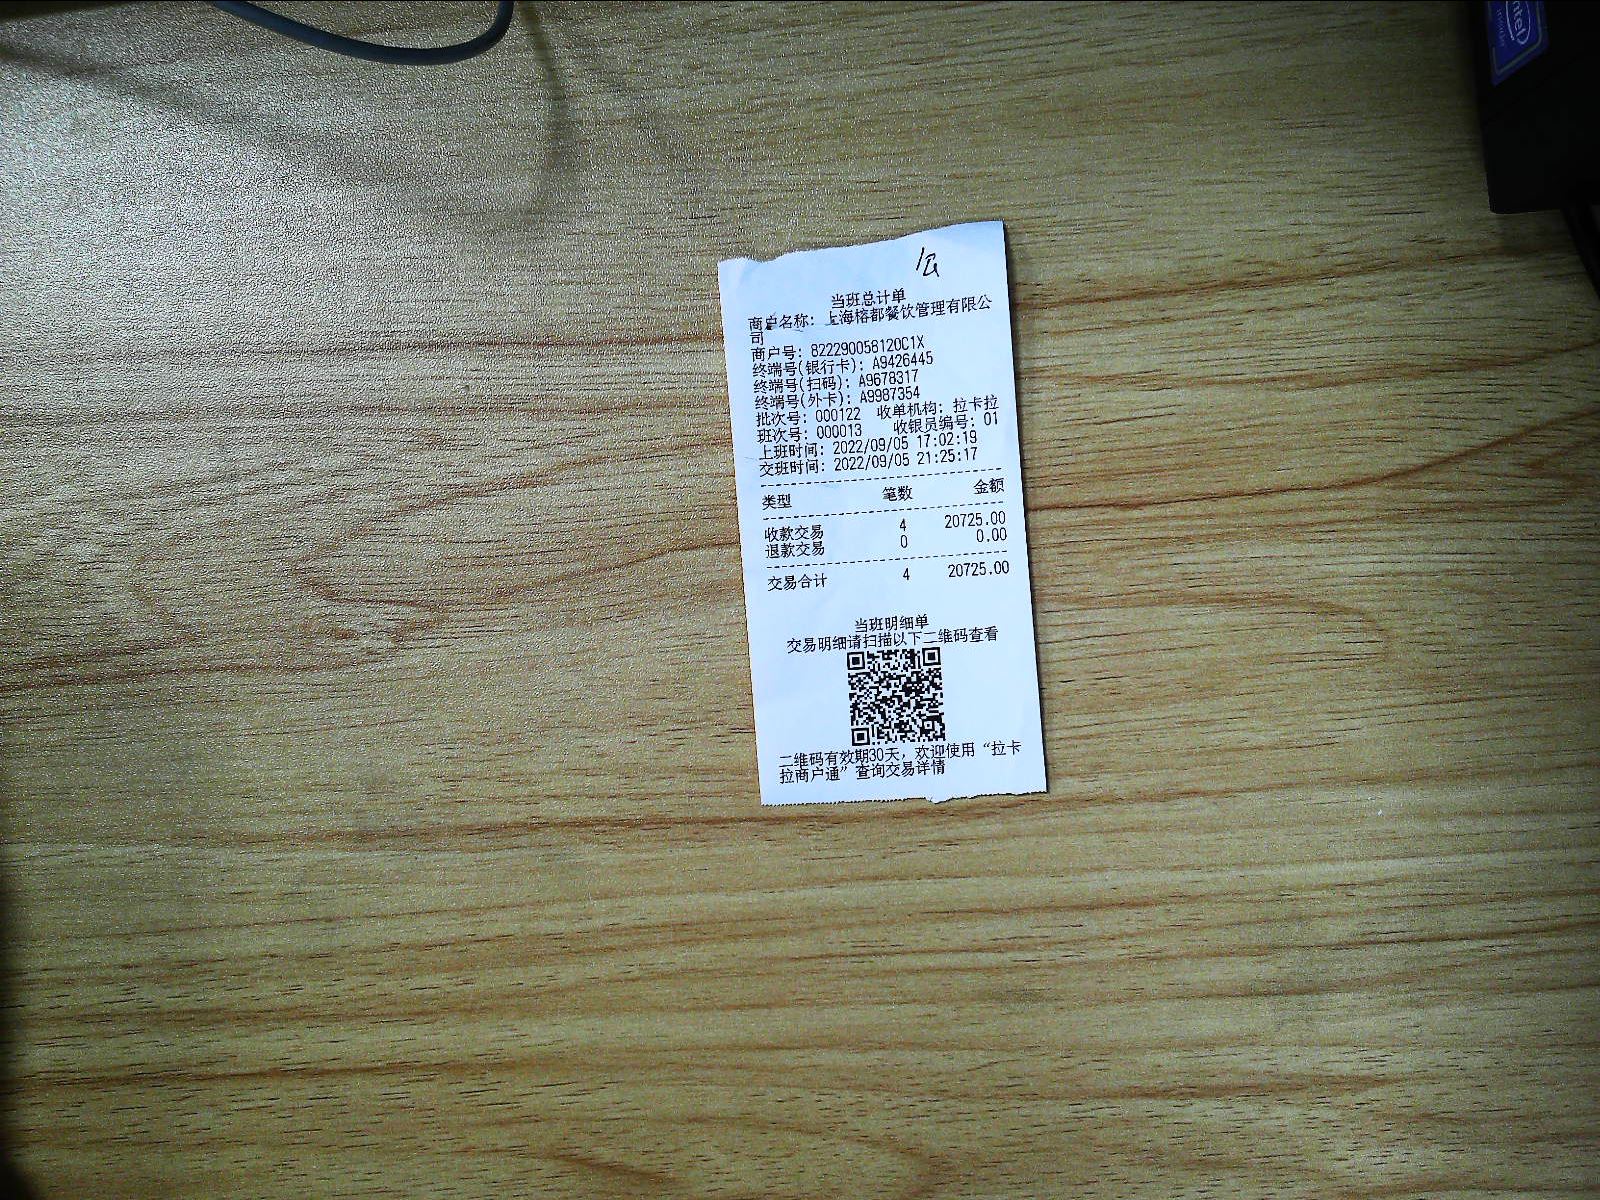 intel
公
当班总计单
商户名称: 上海榕都餐饮管理有限公
司
商户号: 822290058120C1X
终端号(银行卡): A9426445
终端号(扫码): A9678317
终端号(外卡): A9987354
批次号: 000122 收单机构: 拉卡拉
班次号: 000013 收银员编号: 01
上班时间: 2022/09/05 17:02:19
交班时间: 2022/09/05 21:25:17
类型 笔数 金额
收款交易 4 20725.00
退款交易 0 0.00
交易合计 4 20725.00
当班明细单
交易明细请扫描以下二维码查看
二维码有效期30天，欢迎使用“拉卡
拉商户通”查询交易详情